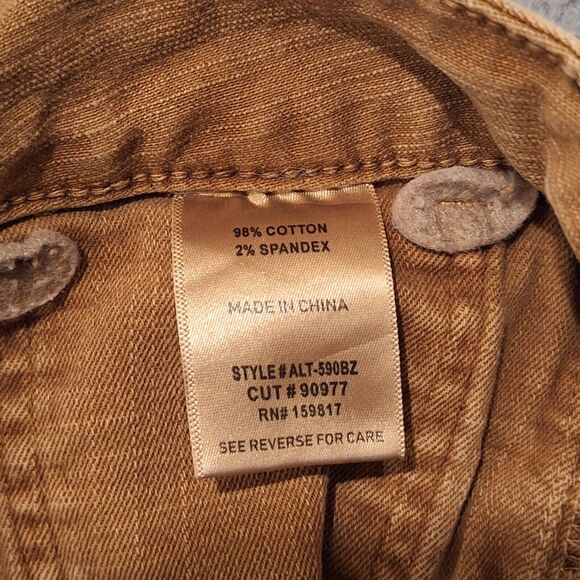 98% COTTON
2% SPANDEX
MADE IN CHINA
STYLE#ALT-590BZ
CUT # 90977
RN# 159817
SEE REVERSE FOR CARE